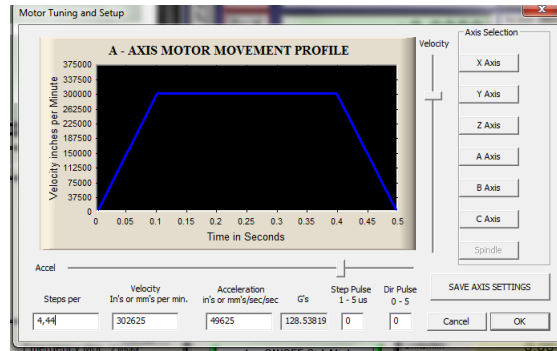 Motor Tuning and Setup
A - AXIS MOTOR MOVEMENT PROFILE
Velocity inches per Minute
375000
337500
300000
262500
225000
187500
150000
112500
75000
37500
0
0 0.05 0.1 0.15 0.2 0.25 0.3 0.35 0.4 0.45 0.5
Time in Seconds
Velocity
Axis Selection
X Axis
Y Axis
Z Axis
A Axis
B Axis
C Axis
Spindle
Accel
Velocity Acceleration Step Pulse Dir Pulse
Steps per In's or mm's per min. in's or mm's/sec/sec G's 1 - 5 us 0 - 5
4,44 302625 49625 128.53819 0 0
SAVE AXIS SETTINGS
Cancel OK